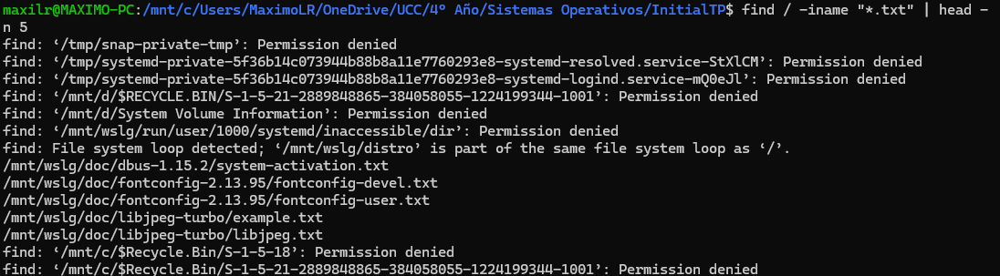 maxilr@MAXIMO-PC:/mnt/c/Users/MaximoLR/OneDrive/UCC/4º Año/Sistemas Operativos/InitialTP$ find / -iname "*.txt" | head -
n 5
find: ‘/tmp/snap-private-tmp’: Permission denied
find: ‘/tmp/systemd-private-5f36b14c073944b88b8a11e7760293e8-systemd-resolved.service-StXlCM’: Permission denied
find: ‘/tmp/systemd-private-5f36b14c073944b88b8a11e7760293e8-systemd-logind.service-mQ0eJl’: Permission denied
find: ‘/mnt/d/$RECYCLE.BIN/S-1-5-21-2889848865-384058055-1224199344-1001’: Permission denied
find: ‘/mnt/d/System Volume Information’: Permission denied
find: ‘/mnt/wslg/run/user/1000/systemd/inaccessible/dir’: Permission denied
find: File system loop detected; ‘/mnt/wslg/distro’ is part of the same file system loop as ‘/’.
/mnt/wslg/doc/dbus-1.15.2/system-activation.txt
/mnt/wslg/doc/fontconfig-2.13.95/fontconfig-devel.txt
/mnt/wslg/doc/fontconfig-2.13.95/fontconfig-user.txt
/mnt/wslg/doc/libjpeg-turbo/example.txt
/mnt/wslg/doc/libjpeg-turbo/libjpeg.txt
find: ‘/mnt/c/$Recycle.Bin/S-1-5-18’: Permission denied
find: ‘/mnt/c/$Recycle.Bin/S-1-5-21-2889848865-384058055-1224199344-1001’: Permission denied